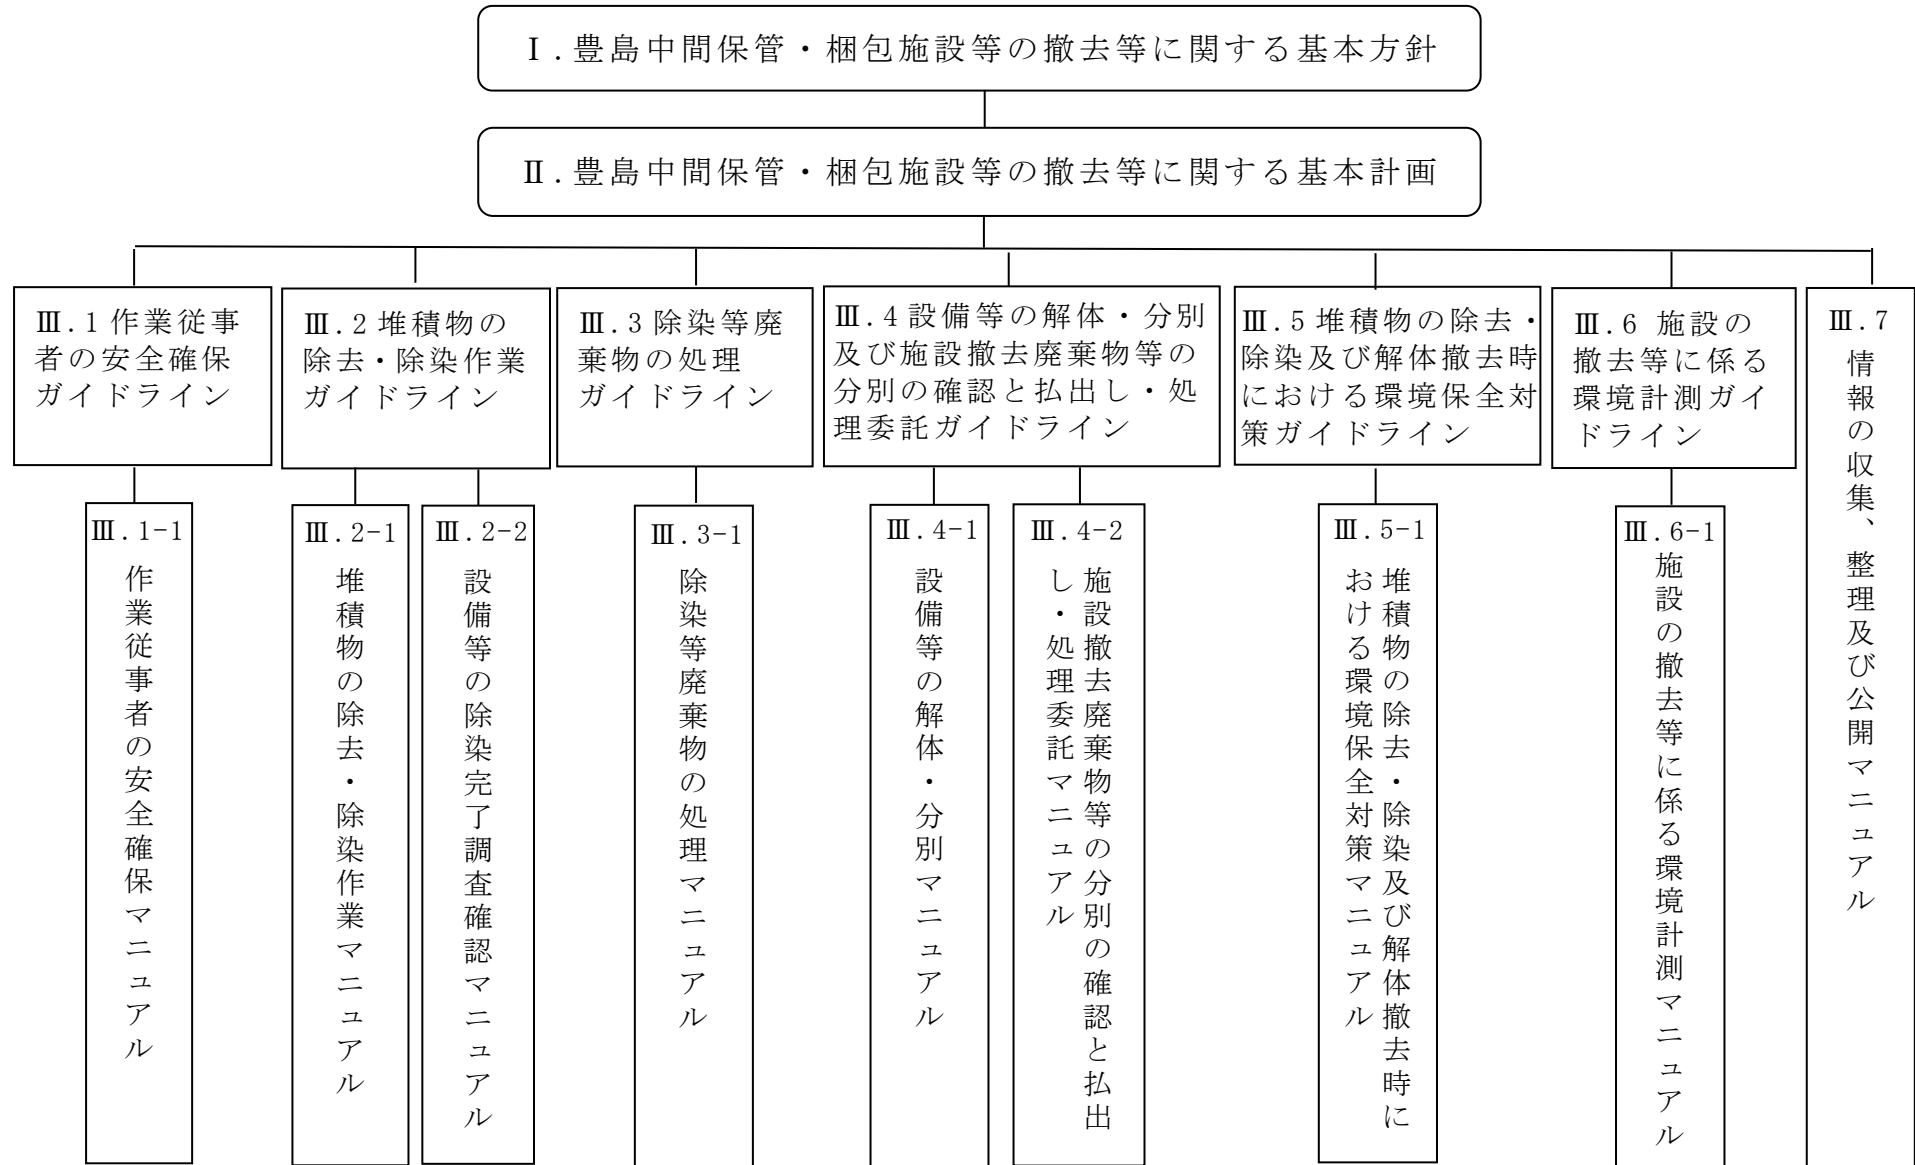 Ⅰ.豊島中間保管・梱包施設等の撤去等に関する基本方針
Ⅱ.豊島中間保管・梱包施設等の撤去等に関する基本計画
Ⅲ.1 作業従事
者の安全確保
ガイドライン
Ⅲ.2 堆積物の
除去・除染作業
ガイドライン
Ⅲ.3 除染等廃
棄物の処理
ガイドライン
Ⅲ.4 設備等の解体・分別
及び施設撤去廃棄物等の
分別の確認と払出し・処
理委託ガイドライン
Ⅲ.5 堆積物の除去・
除染及び解体撤去時
における環境保全対
策ガイドライン
Ⅲ.6 施設の
撤去等に係る
環境計測ガイ
ドライン
Ⅲ.7
情報の収集、整理及び公開マニュアル
Ⅲ.1-1
作業従事者の安全確保マニュアル
Ⅲ.2-1
堆積物の除去・除染作業マニュアル
Ⅲ.2-2
設備等の除染完了調査確認マニュアル
Ⅲ.3-1
除染等廃棄物の処理マニュアル
Ⅲ.4-1
設備等の解体・分別マニュアル
Ⅲ.4-2
施設撤去廃棄物等の分別の確認と払出
し・処理委託マニュアル
Ⅲ.5-1
堆積物の除去・除染及び解体撤去時に
おける環境保全対策マニュアル
Ⅲ.6-1
施設の撤去等に係る環境計測マニュアル